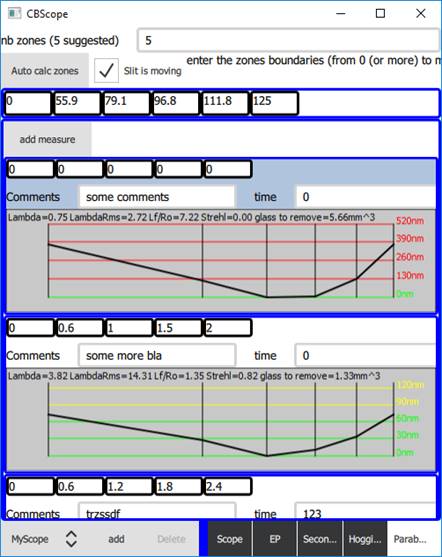 CBScope
nb zones (5 suggested) 5
enter the zones boundaries (from 0 (or more) to m
Auto calc zones Slit is moving
0 55.9 79.1 96.8 111.8 125
add measure
0 0 0 0 0
Comments some comments time 0
Lambda=0.75 LambdaRms=2.72 Lf/Ro=7.22 Strehl=0.00 glass to remove=5.66mm^3
520nm
390nm
260nm
130nm
0nm
0 0.6 1 1.5 2
Comments some more bla time 0
Lambda=3.82 LambdaRms=14.31 Lf/Ro=1.35 Strehl=0.82 glass to remove=1.33mm^3
120nm
90nm
60nm
30nm
0nm
0 0.6 1.2 1.8 2.4
Comments trzssdf time 123
MyScope add Delete Scope EP Secon... Hoggi... Parab...